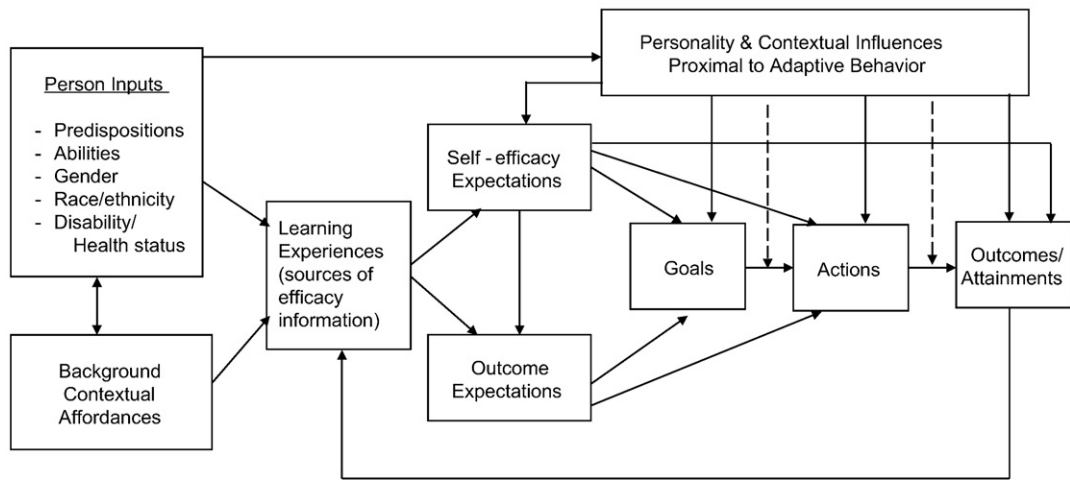 Personality & Contextual Influences
Proximal to Adaptive Behavior
Person Inputs
- Predispositions
- Abilities
- Gender
- Race/ethnicity
- Disability/
Health status
Self - efficacy
Expectations
Learning
Experiences
(sources of
efficacy
information)
Goals
Actions
Outcomes/
Attainments
Background
Contextual
Affordances
Outcome
Expectations